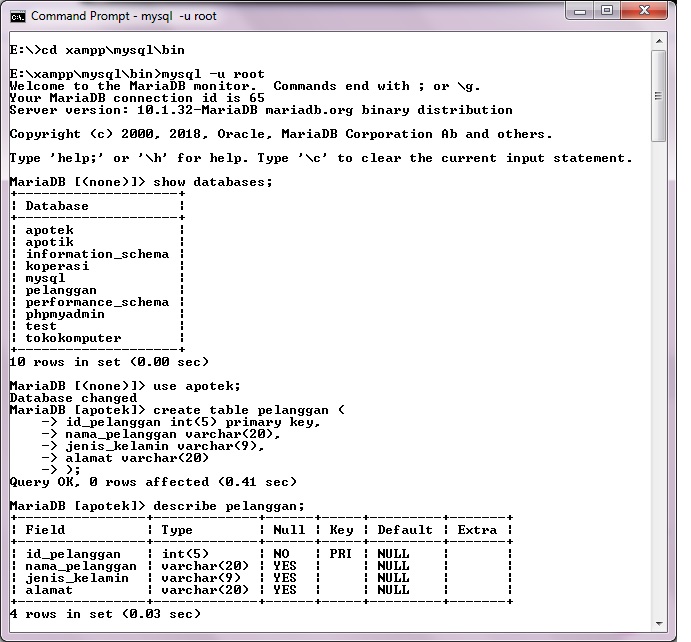 Command Prompt - mysql  -u root
E:\>cd xampp\mysql\bin
E:\xampp\mysql\bin>mysql -u root
Welcome to the MariaDB monitor.  Commands end with ; or \g.
Your MariaDB connection id is 65
Server version: 10.1.32-MariaDB mariadb.org binary distribution
Copyright (c) 2000, 2018, Oracle, MariaDB Corporation Ab and others.
Type 'help;' or '\h' for help. Type '\c' to clear the current input statement.
MariaDB [(none)]> show databases;
+--------------------+
| Database           |
+--------------------+
| apotek             |
| apotik             |
| information_schema |
| koperasi           |
| mysql              |
| pelanggan          |
| performance_schema |
| phpmyadmin         |
| test               |
| tokokomputer       |
+--------------------+
10 rows in set (0.00 sec)
MariaDB [(none)]> use apotek;
Database changed
MariaDB [apotek]> create table pelanggan (
    -> id_pelanggan int(5) primary key,
    -> nama_pelanggan varchar(20),
    -> jenis_kelamin varchar(9),
    -> alamat varchar(20)
    -> );
Query OK, 0 rows affected (0.41 sec)
MariaDB [apotek]> describe pelanggan;
+----------------+-------------+------+-----+---------+-------+
| Field          | Type        | Null | Key | Default | Extra |
+----------------+-------------+------+-----+---------+-------+
| id_pelanggan   | int(5)      | NO   | PRI | NULL    |       |
| nama_pelanggan | varchar(20) | YES  |     | NULL    |       |
| jenis_kelamin  | varchar(9)  | YES  |     | NULL    |       |
| alamat         | varchar(20) | YES  |     | NULL    |       |
+----------------+-------------+------+-----+---------+-------+
4 rows in set (0.03 sec)